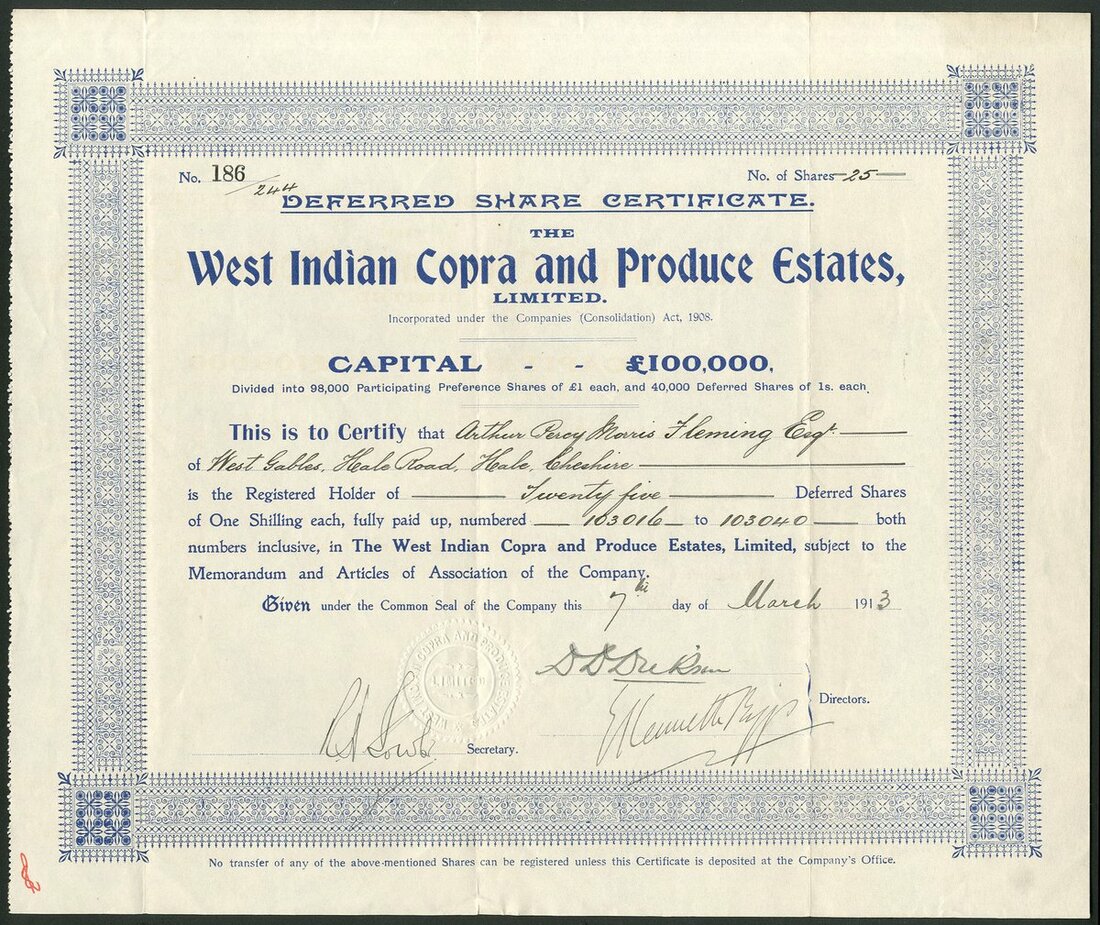 No. 186
/244
No. of Shares 25
DEFERRED SHARE CERTIFICATE.
THE
West Indian Copra and Produce Estates,
LIMITED.
Incorporated under the Companies (Consolidation) Act, 1908.
CAPITAL - - £100,000,
Divided into 98,000 Participating Preference Shares of £1 each, and 40,000 Deferred Shares of 1s. each.
This is to Certify that Arthur Percy Morris Fleming Esqr.
of West Gables, Hale Road, Hale, Cheshire
is the Registered Holder of Twenty five Deferred Shares
of One Shilling each, fully paid up, numbered 103016 to 103040 both
numbers inclusive, in The West Indian Copra and Produce Estates, Limited, subject to the
Memorandum and Articles of Association of the Company.
Given under the Common Seal of the Company this 7th day of March 1913
LIMITED
Directors.
Secretary.
No transfer of any of the above-mentioned Shares can be registered unless this Certificate is deposited at the Company's Office.